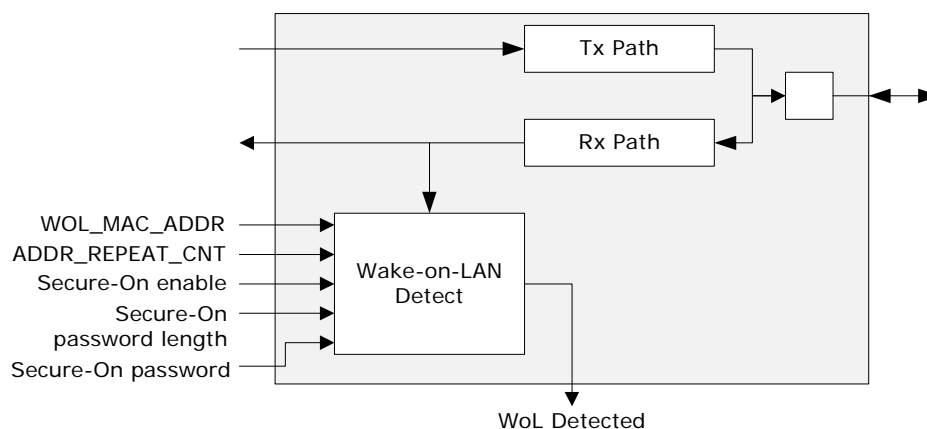 Tx Path
Rx Path
WOL_MAC_ADDR
ADDR_REPEAT_CNT
Secure-On enable
Secure-On
password length
Secure-On password
Wake-on-LAN
Detect
WoL Detected